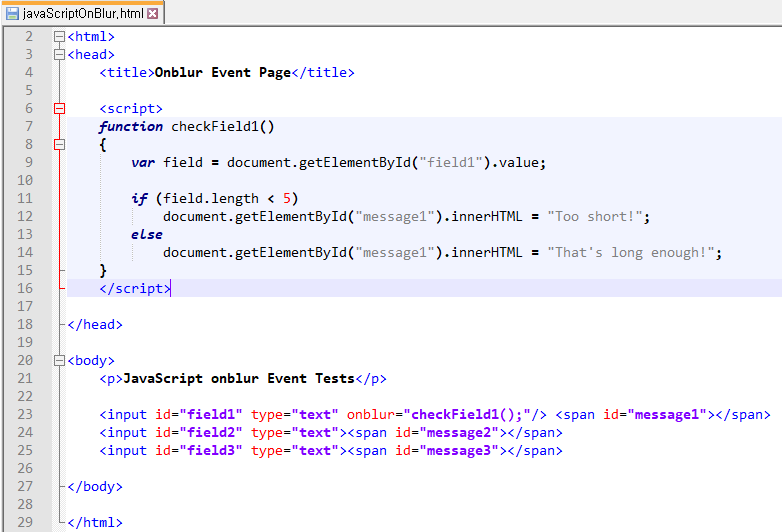 javaScriptOnBlur.html
2 <html>
3 <head>
4 <title>Onblur Event Page</title>
5
6 <script>
7 function checkField1()
8 {
9 var field = document.getElementById("field1").value;
10
11 if (field.length < 5)
12 document.getElementById("message1").innerHTML = "Too short!";
13 else
14 document.getElementById("message1").innerHTML = "That's long enough!";
15 }
16 </script>
17
18 </head>
19
20 <body>
21 <p>JavaScript onblur Event Tests</p>
22
23 <input id="field1" type="text" onblur="checkField1();"/> <span id="message1"></span>
24 <input id="field2" type="text"><span id="message2"></span>
25 <input id="field3" type="text"><span id="message3"></span>
26
27 </body>
28
29 </html>